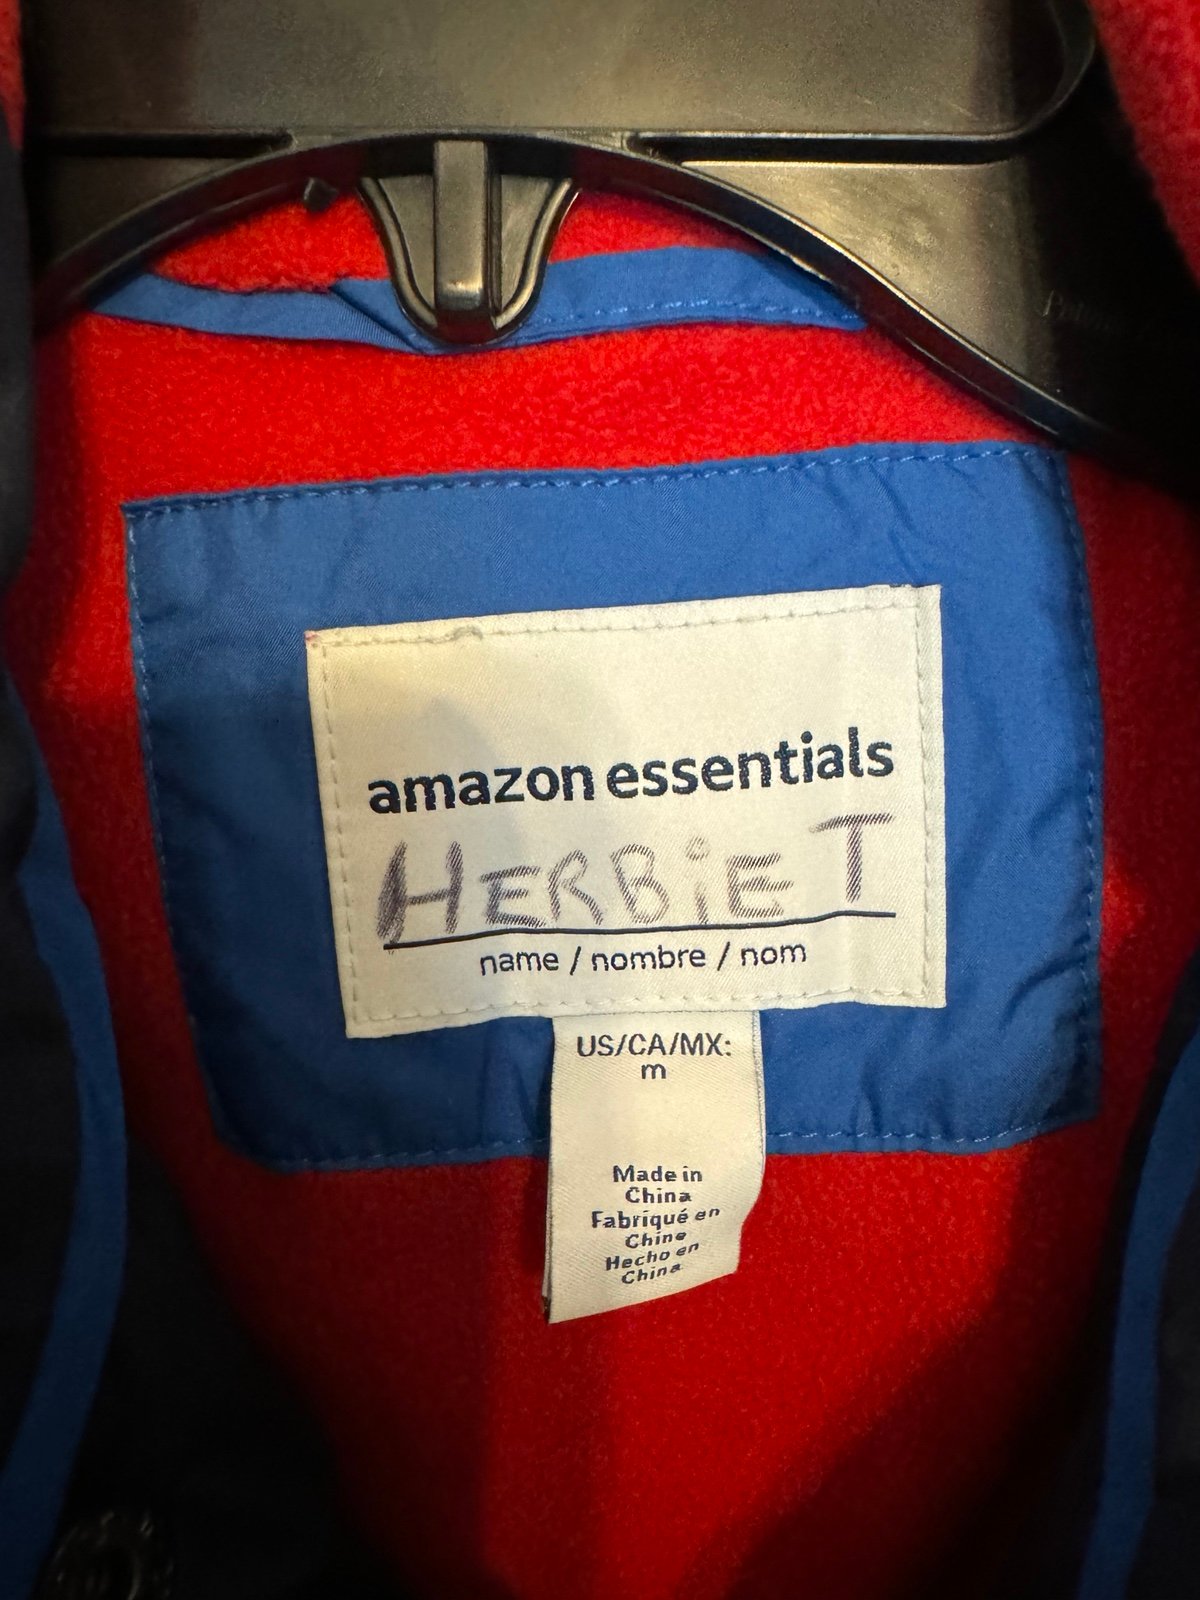 amazon essentials
HERBiE T
name / nombre / nom
US/CA/MX:
m
Made in
China
Fabriqué en
Chine
Hecho en
China